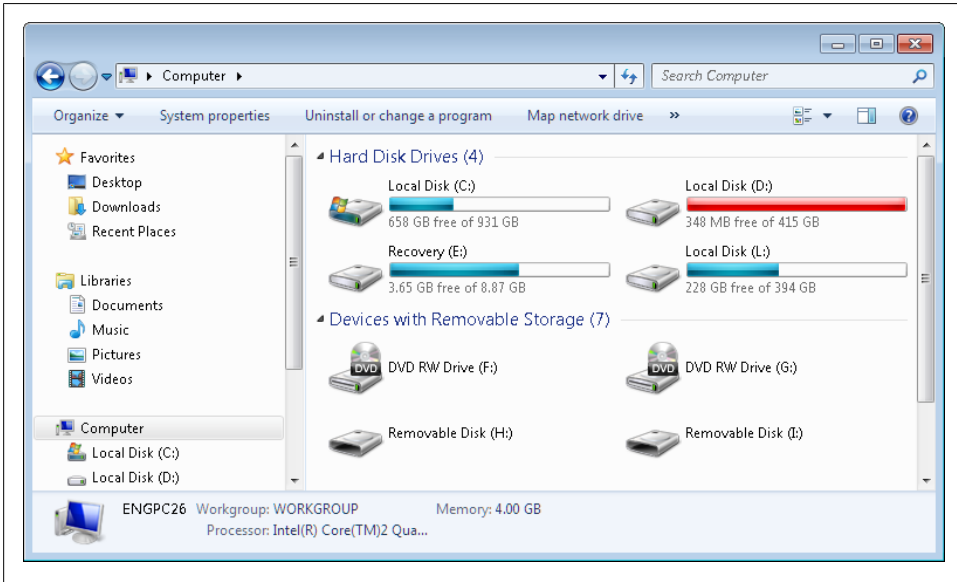 Computer
Search Computer
Organize
System properties
Uninstall or change a program
Map network drive
»
Favorites
Desktop
Downloads
Recent Places
Libraries
Documents
Music
Pictures
Videos
Computer
Local Disk (C:)
Local Disk (D:)
Hard Disk Drives (4)
Local Disk (C:)
658 GB free of 931 GB
Local Disk (D:)
348 MB free of 415 GB
Recovery (E:)
3.65 GB free of 8.87 GB
Local Disk (L:)
228 GB free of 394 GB
Devices with Removable Storage (7)
DVD RW Drive (F:)
DVD RW Drive (G:)
Removable Disk (H:)
Removable Disk (I:)
ENGPC26 Workgroup: WORKGROUP Memory: 4.00 GB
Processor: Intel(R) Core(TM)2 Qua...